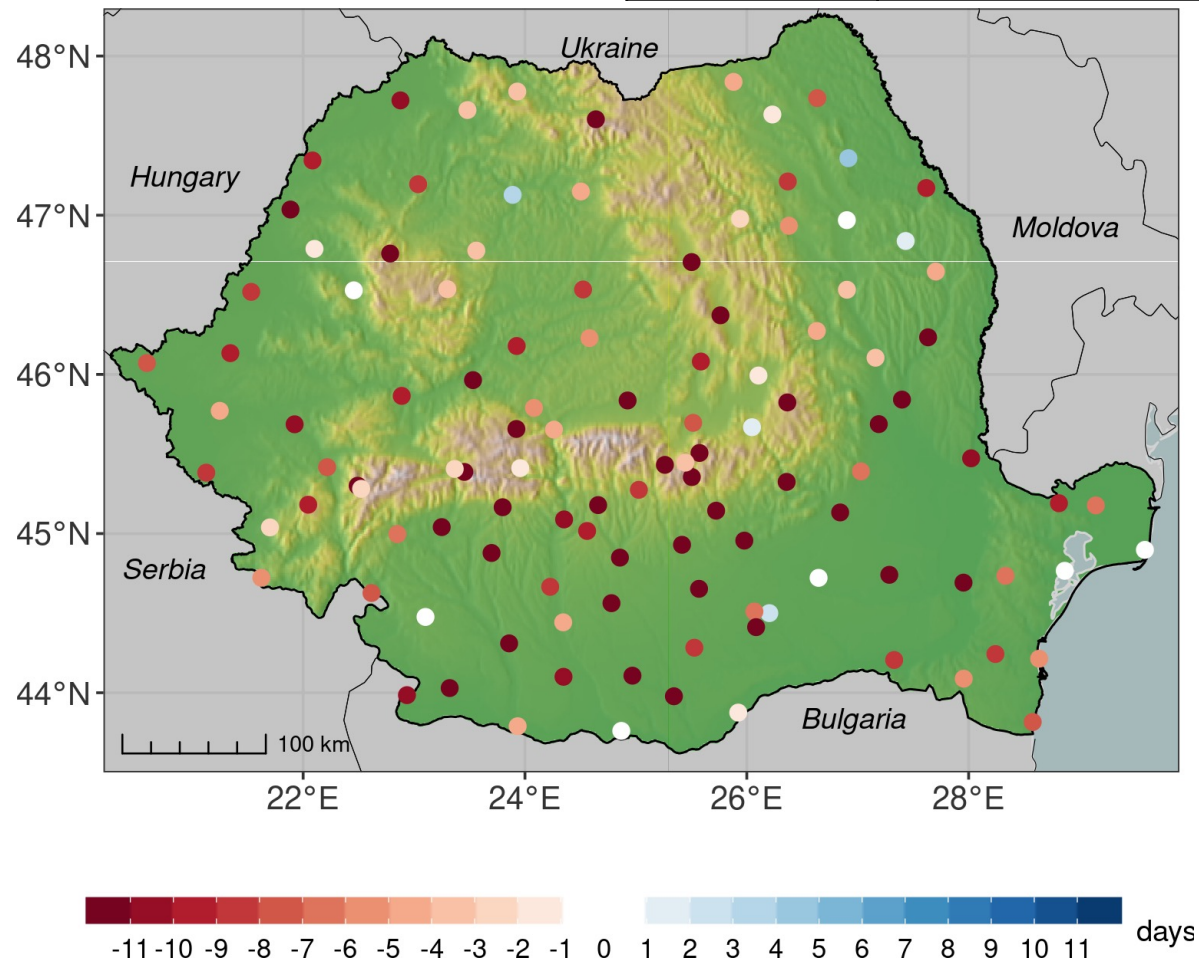 48°N
Ukraine
Hungary
47°N
Moldova
46°N
45°N
Serbia
44°N
Bulgaria
100 km
22°E 24°E 26°E 28°E
-11 -10 -9 -8 -7 -6 -5 -4 -3 -2 -1 0 1 2 3 4 5 6 7 8 9 10 11 days